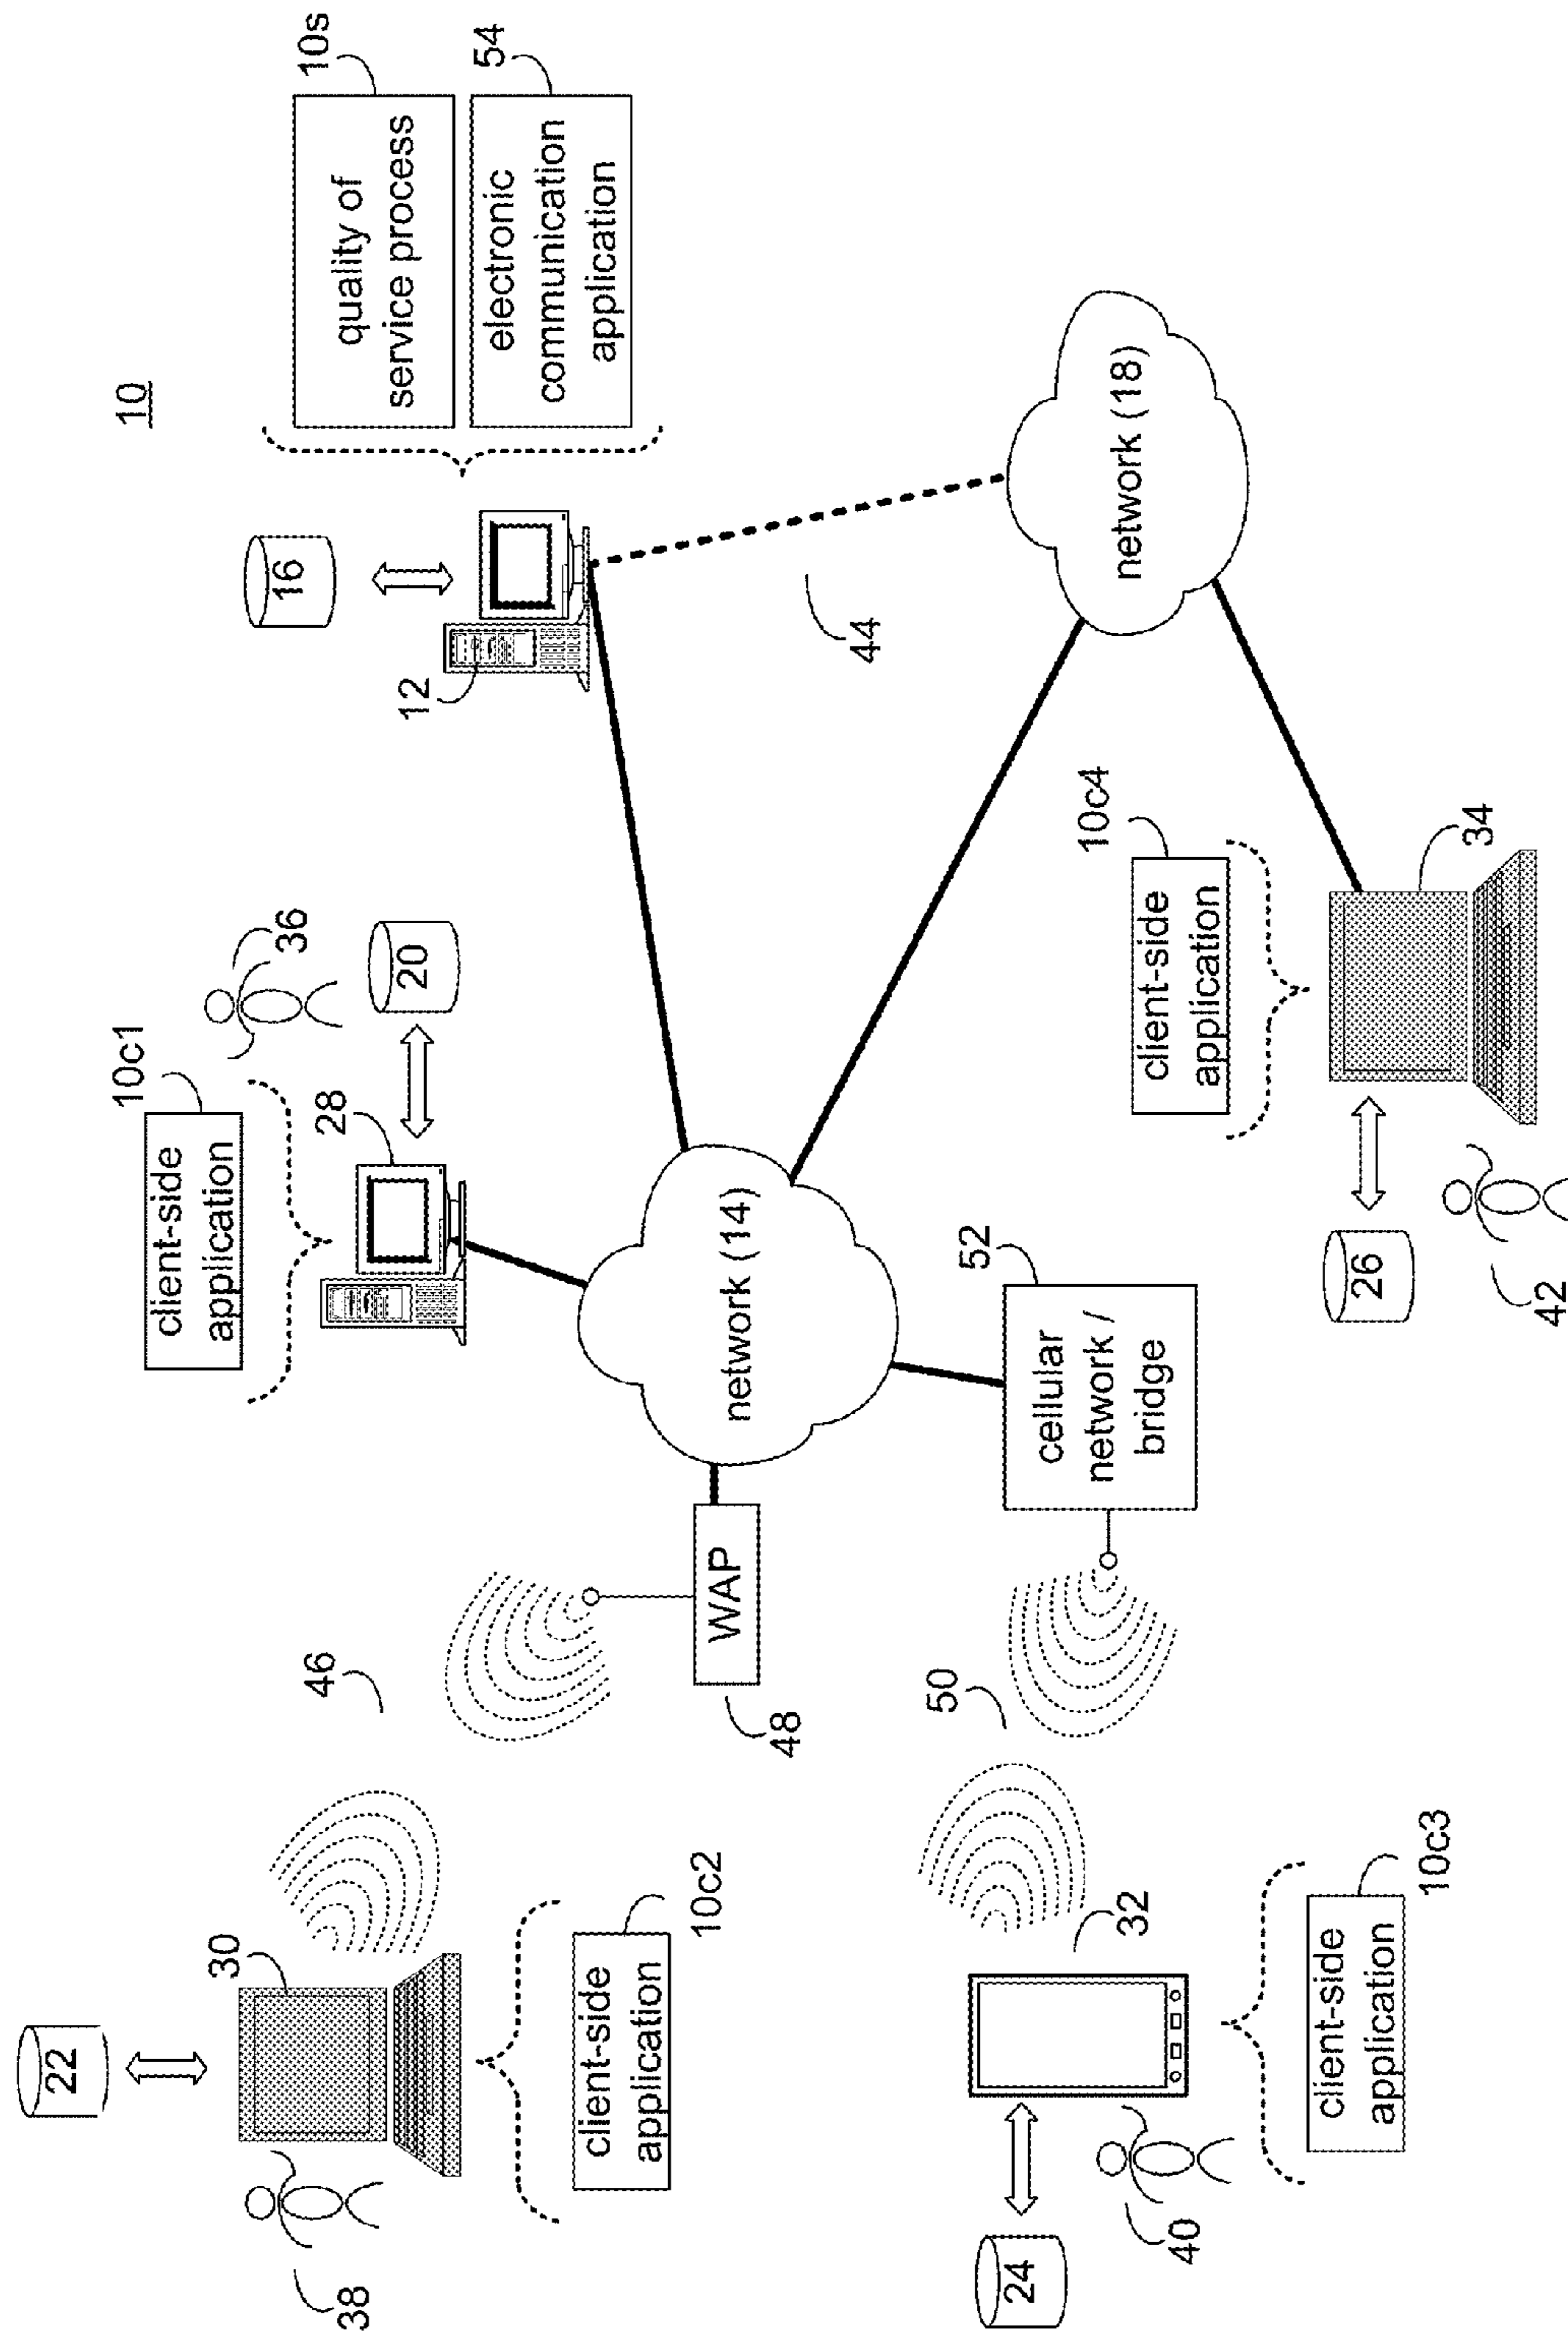 10
22
30
38
client-side
application
10c2
46
WAP
48
10c1
client-side
application
28
36
20
16
12
10s
quality of
service process
54
electronic
communication
application
network (14)
44
network (18)
24
40
32
client-side
application
10c3
50
52
cellular
network /
bridge
10c4
client-side
application
34
26
42